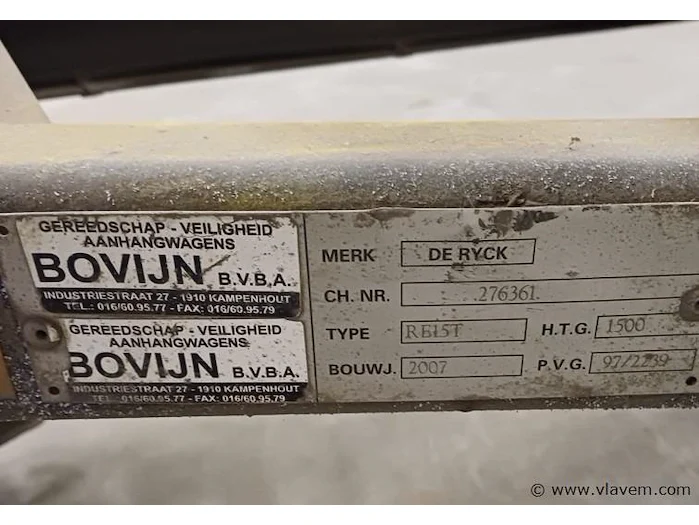 GEREEDSCHAP - VEILIGHEID
AANHANGWAGENS
BOVIJN B.V.B.A.
INDUSTRIESTRAAT 27 - 1910 KAMPENHOUT
TEL.: 016/60.95.77 - FAX: 016/60.95.79
GEREEDSCHAP - VEILIGHEID
AANHANGWAGENS
BOVIJN B.V.B.A.
INDUSTRIESTRAAT 27 - 1910 KAMPENHOUT
TEL.: 016/60.95.77 - FAX: 016/60.95.79
MERK DE RYCK
CH. NR. 276361
TYPE RE15T H.T.G. 1500
BOUWJ. 2007 P.V.G. 97/2239
© www.vlavem.com